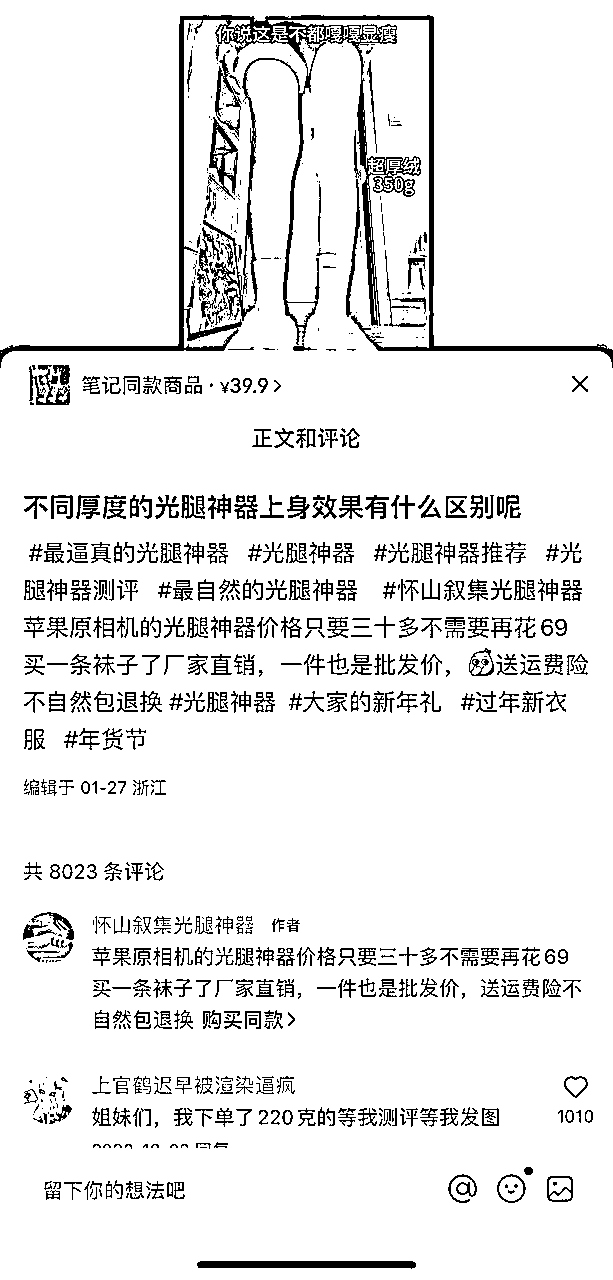 你说这是不都嘎嘎显瘦
超厚绒
350g
笔记同款商品 · ¥39.9 >
正文和评论
不同厚度的光腿神器上身效果有什么区别呢
#最逼真的光腿神器 #光腿神器 #光腿神器推荐 #光
腿神器测评 #最自然的光腿神器 #怀山叙集光腿神器
苹果原相机的光腿神器价格只要三十多不需要再花69
买一条袜子了厂家直销，一件也是批发价，送运费险
不自然包退换 #光腿神器 #大家的新年礼 #过年新衣
服 #年货节
编辑于 01-27 浙江
共 8023 条评论
怀山叙集光腿神器 作者
苹果原相机的光腿神器价格只要三十多不需要再花69
买一条袜子了厂家直销，一件也是批发价，送运费险不
自然包退换 购买同款 >
上官鹤迟早被渲染逼疯
姐妹们，我下单了220克的等我测评等我发图
1010
留下你的想法吧